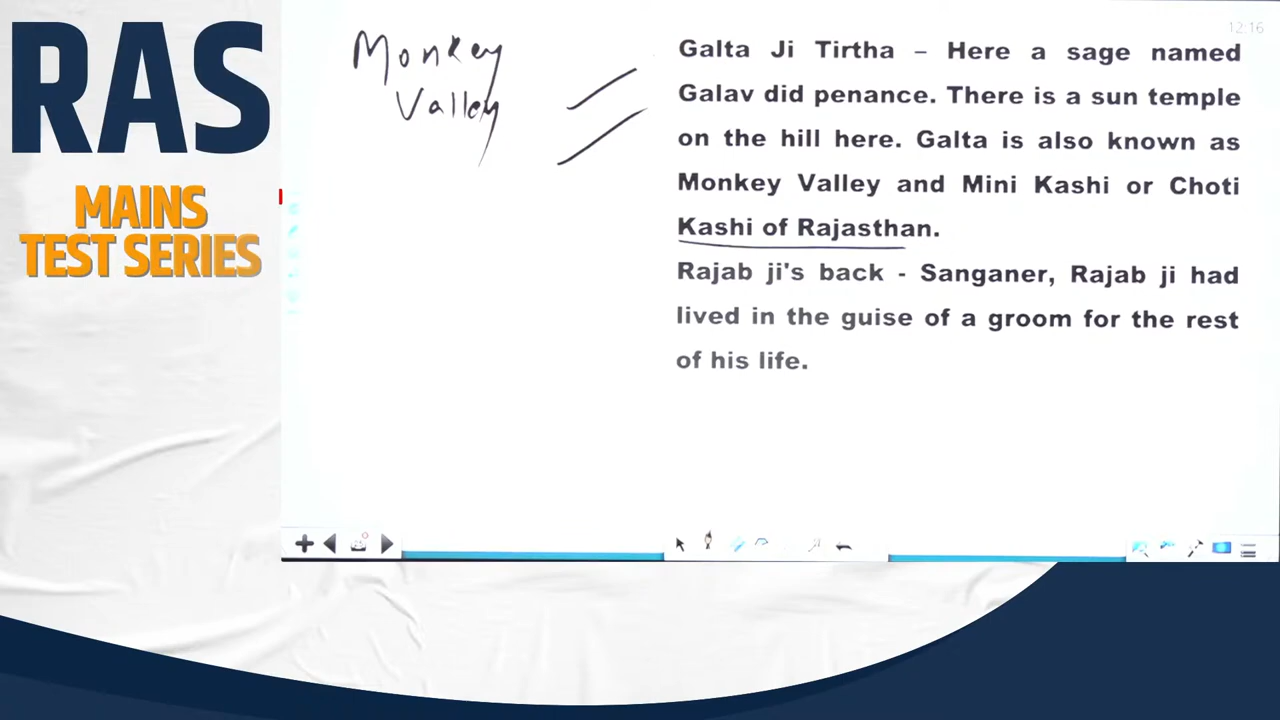 RAS
MAINS
TEST SERIES
Monkey
Valley
12:16
Galta Ji Tirtha – Here a sage named
Galav did penance. There is a sun temple
on the hill here. Galta is also known as
Monkey Valley and Mini Kashi or Choti
Kashi of Rajasthan.
Rajab ji's back - Sanganer, Rajab ji had
lived in the guise of a groom for the rest
of his life.